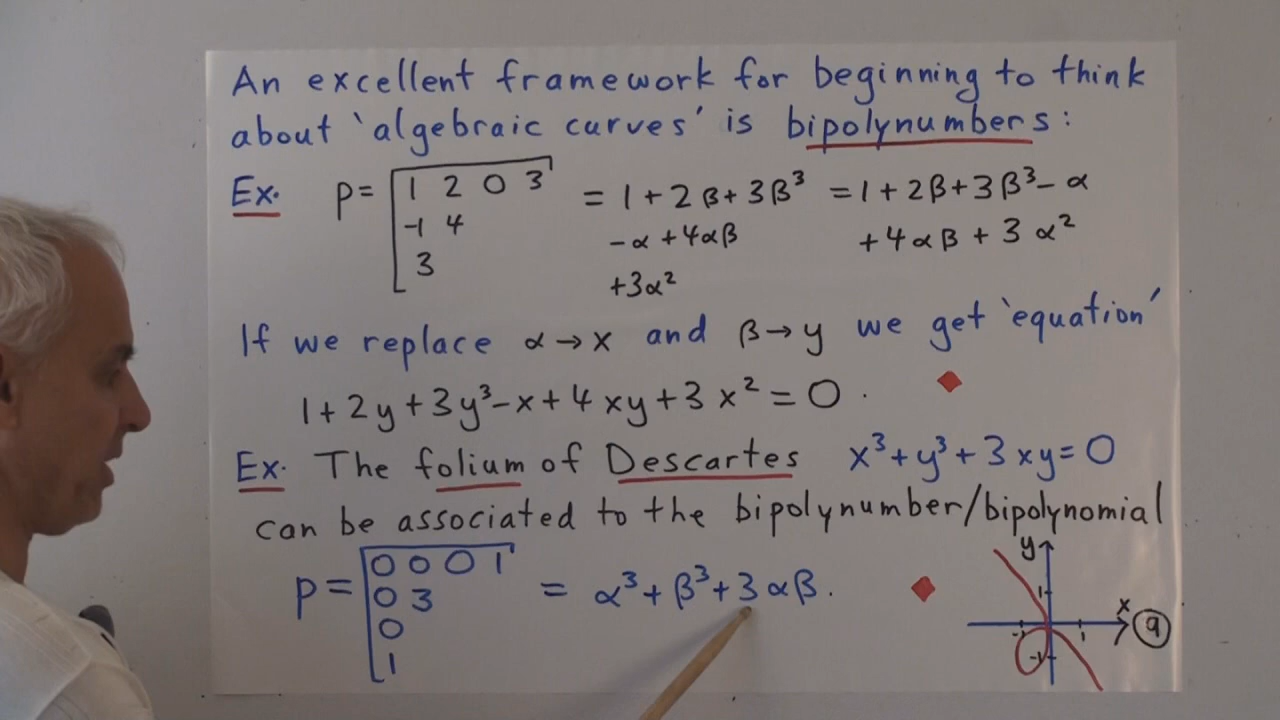 An excellent framework for beginning to think
about 'algebraic curves' is bipolynumbers:
Ex. p = 1 2 0 3 = 1 + 2β + 3β³ = 1 + 2β + 3β³ - α
-1 4 - α + 4αβ + 4αβ + 3α²
3 + 3α²
If we replace α → x and β → y we get 'equation'
1 + 2y + 3y³ - x + 4xy + 3x² = 0.
Ex. The folium of Descartes x³ + y³ + 3xy = 0
can be associated to the bipolynumber/bipolynomial
p = 0 0 0 1 = α³ + β³ + 3αβ.
0 3
0
1
y
1
x
-1 1
-1
9